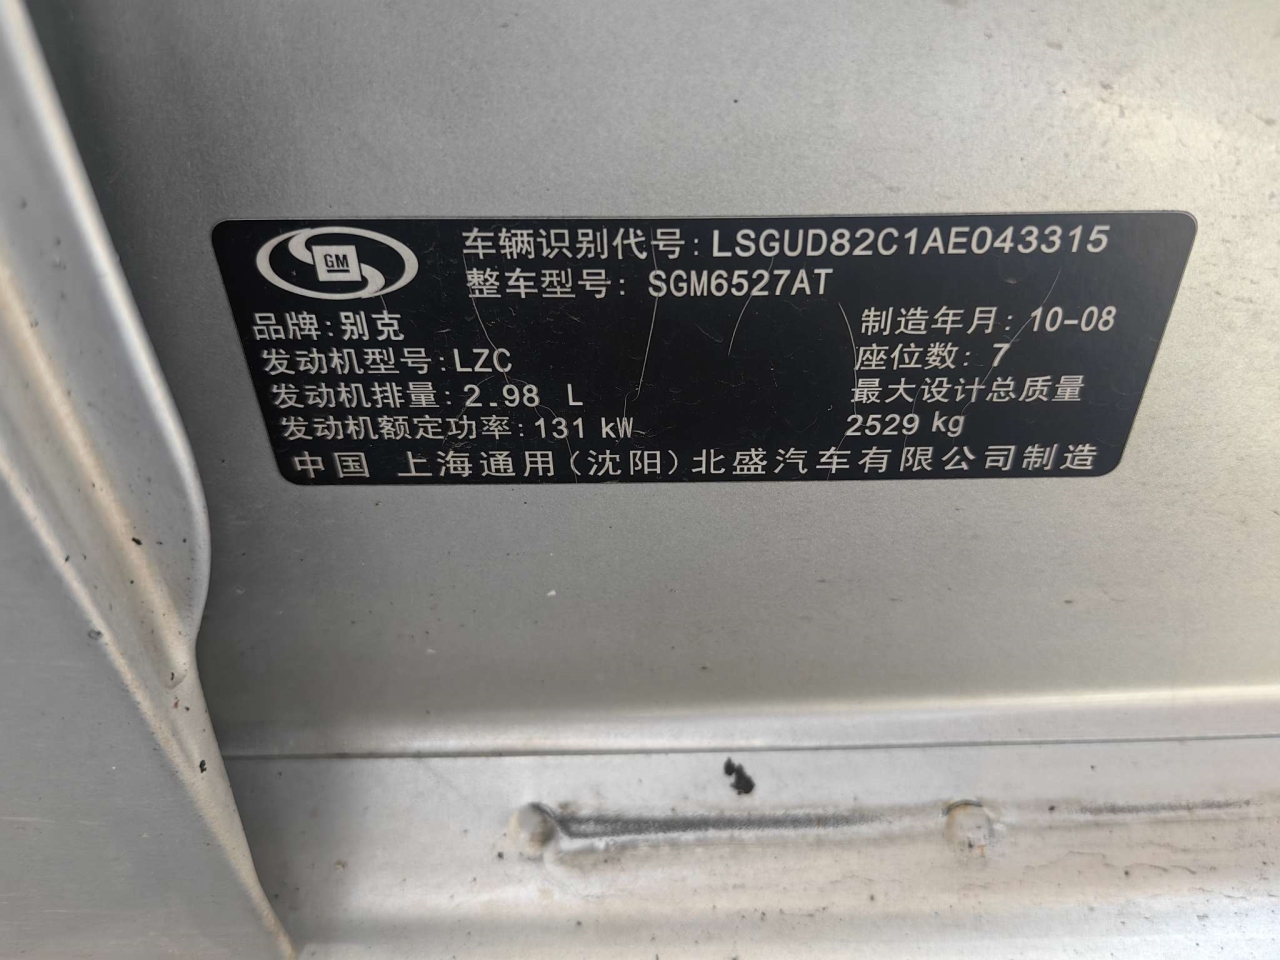 GM
车辆识别代号: LSGUD82C1AE043315
整车型号: SGM6527AT
品牌: 别克
制造年月: 10-08
发动机型号: LZC
座位数: 7
发动机排量: 2.98 L
最大设计总质量
发动机额定功率: 131 kW
2529 kg
中国 上海通用(沈阳)北盛汽车有限公司制造